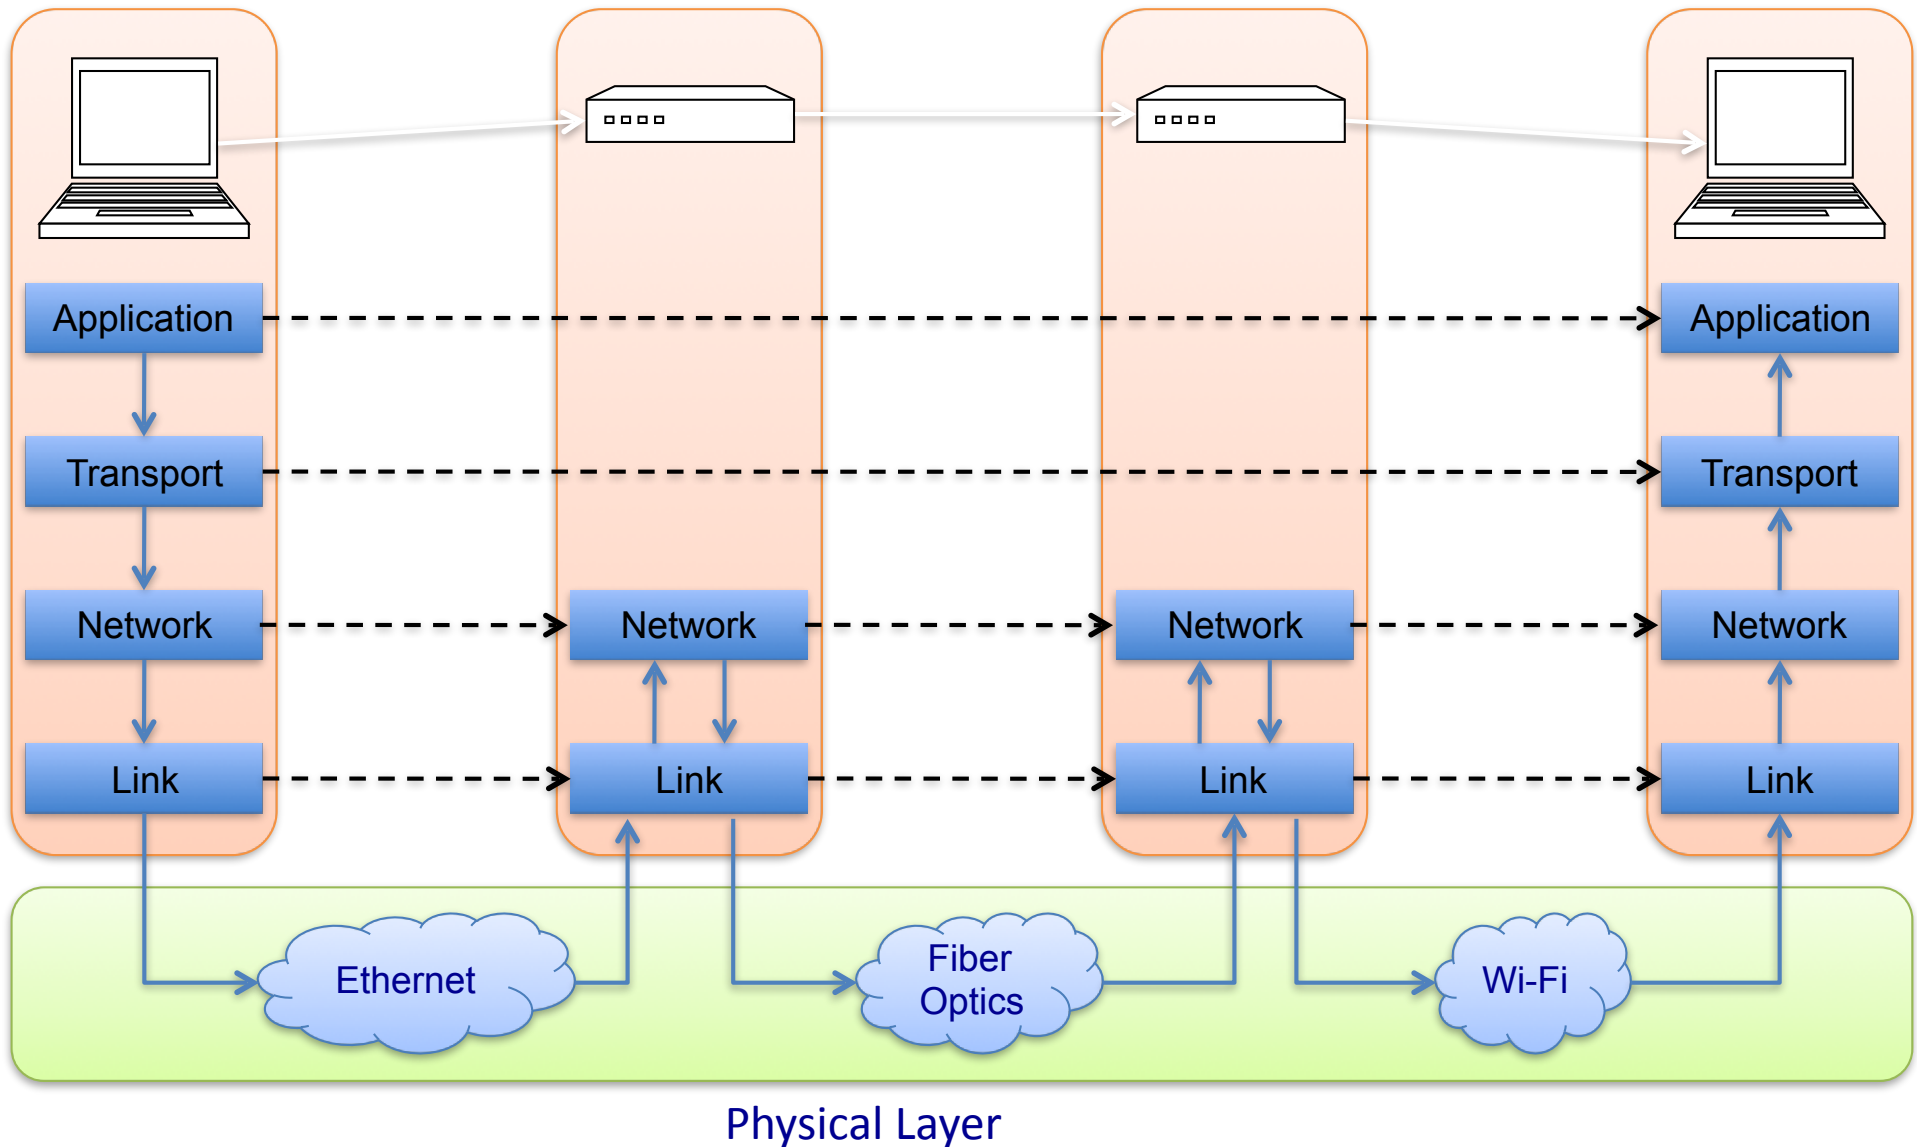 Application
Application
Transport
Transport
Network
Network
Network
Network
Link
Link
Link
Link
Ethernet
Fiber
Optics
Wi-Fi
Physical Layer